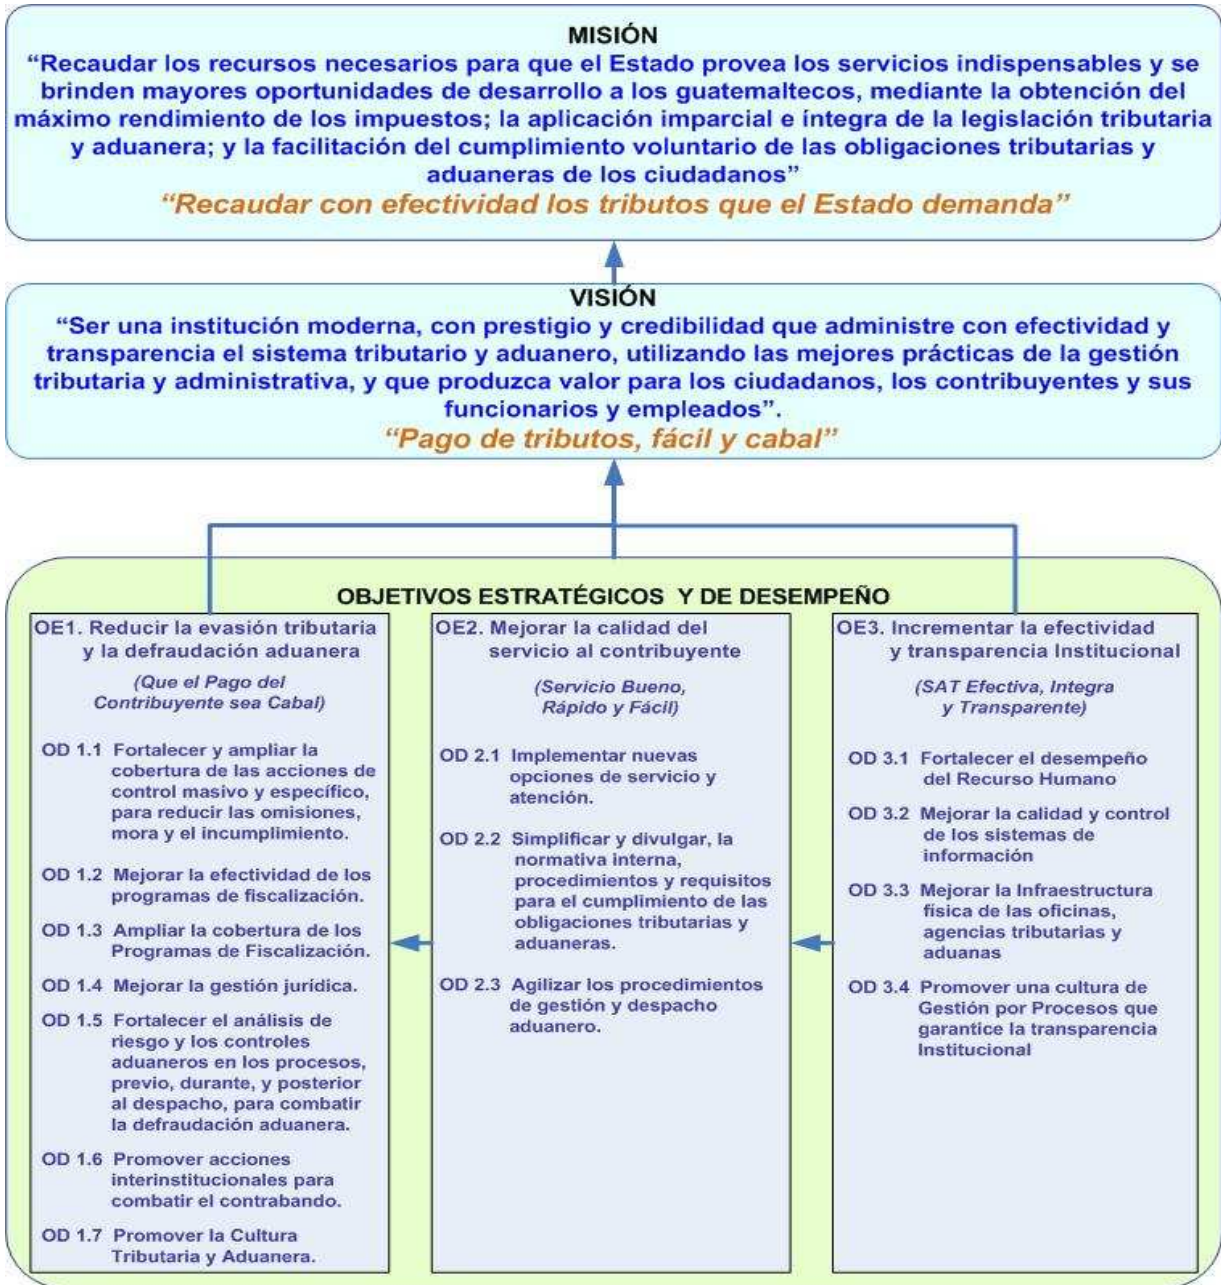 MISIÓN
“Recaudar los recursos necesarios para que el Estado provea los servicios indispensables y se
brinden mayores oportunidades de desarrollo a los guatemaltecos, mediante la obtención del
máximo rendimiento de los impuestos; la aplicación imparcial e íntegra de la legislación tributaria
y aduanera; y la facilitación del cumplimiento voluntario de las obligaciones tributarias y
aduaneras de los ciudadanos”
“Recaudar con efectividad los tributos que el Estado demanda”
VISIÓN
“Ser una institución moderna, con prestigio y credibilidad que administre con efectividad y
transparencia el sistema tributario y aduanero, utilizando las mejores prácticas de la gestión
tributaria y administrativa, y que produzca valor para los ciudadanos, los contribuyentes y sus
funcionarios y empleados”.
“Pago de tributos, fácil y cabal”
OBJETIVOS ESTRATÉGICOS Y DE DESEMPEÑO
OE1. Reducir la evasión tributaria
y la defraudación aduanera
(Que el Pago del
Contribuyente sea Cabal)
OD 1.1 Fortalecer y ampliar la
cobertura de las acciones de
control masivo y específico,
para reducir las omisiones,
mora y el incumplimiento.
OD 1.2 Mejorar la efectividad de los
programas de fiscalización.
OD 1.3 Ampliar la cobertura de los
Programas de Fiscalización.
OD 1.4 Mejorar la gestión jurídica.
OD 1.5 Fortalecer el análisis de
riesgo y los controles
aduaneros en los procesos,
previo, durante, y posterior
al despacho, para combatir
la defraudación aduanera.
OD 1.6 Promover acciones
interinstitucionales para
combatir el contrabando.
OD 1.7 Promover la Cultura
Tributaria y Aduanera.
OE2. Mejorar la calidad del
servicio al contribuyente
(Servicio Bueno,
Rápido y Fácil)
OD 2.1 Implementar nuevas
opciones de servicio y
atención.
OD 2.2 Simplificar y divulgar, la
normativa interna,
procedimientos y requisitos
para el cumplimiento de las
obligaciones tributarias y
aduaneras.
OD 2.3 Agilizar los procedimientos
de gestión y despacho
aduanero.
OE3. Incrementar la efectividad
y transparencia Institucional
(SAT Efectiva, Integra
y Transparente)
OD 3.1 Fortalecer el desempeño
del Recurso Humano
OD 3.2 Mejorar la calidad y control
de los sistemas de
información
OD 3.3 Mejorar la Infraestructura
física de las oficinas,
agencias tributarias y
aduanas
OD 3.4 Promover una cultura de
Gestión por Procesos que
garantice la transparencia
Institucional